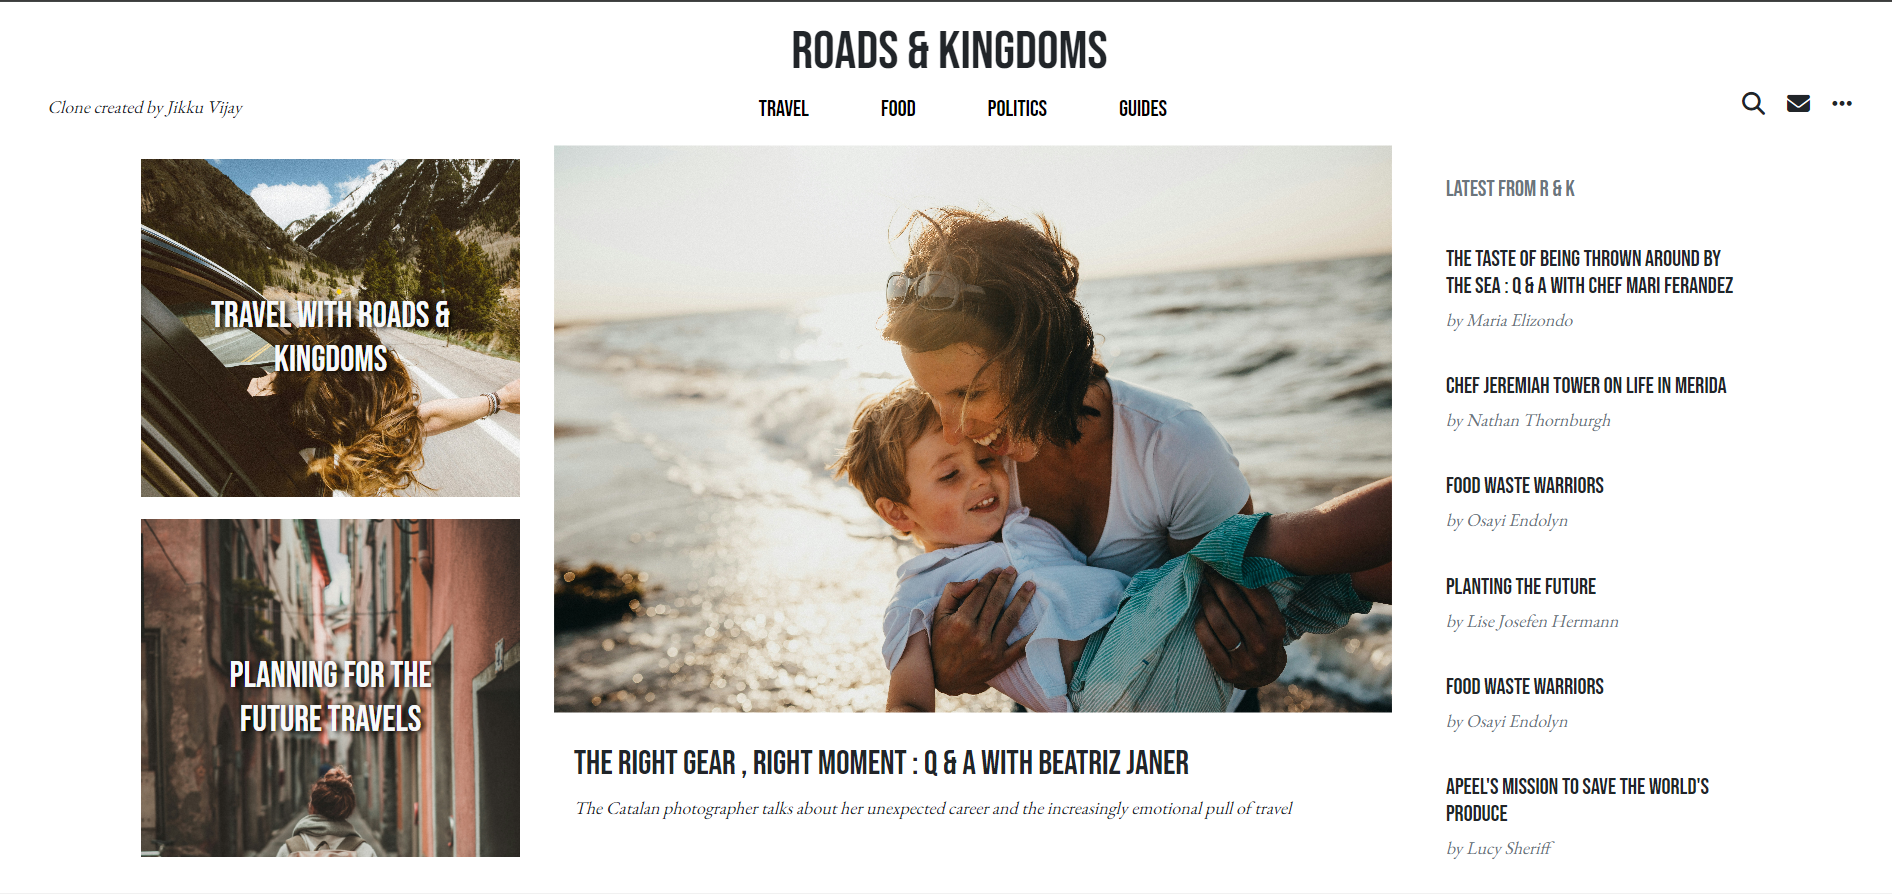 ROADS & KINGDOMS
Clone created by Jikku Vijay
TRAVEL
FOOD
POLITICS
GUIDES
TRAVEL WITH ROADS &
KINGDOMS
PLANNING FOR THE
FUTURE TRAVELS
THE RIGHT GEAR , RIGHT MOMENT : Q & A WITH BEATRIZ JANER
The Catalan photographer talks about her unexpected career and the increasingly emotional pull of travel
LATEST FROM R & K
THE TASTE OF BEING THROWN AROUND BY
THE SEA : Q & A WITH CHEF MARI FERANDEZ
by Maria Elizondo
CHEF JEREMIAH TOWER ON LIFE IN MERIDA
by Nathan Thornburgh
FOOD WASTE WARRIORS
by Osayi Endolyn
PLANTING THE FUTURE
by Lise Josefen Hermann
FOOD WASTE WARRIORS
by Osayi Endolyn
APEEL'S MISSION TO SAVE THE WORLD'S
PRODUCE
by Lucy Sheriff